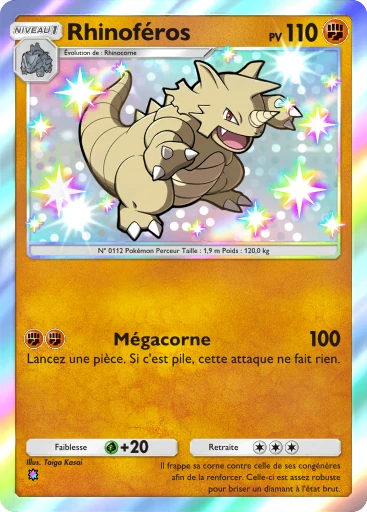 NIVEAU 1
Rhinoféros
PV 110
Évolution de : Rhinocorne
N° 0112 Pokémon Perceur Taille : 1,9 m Poids : 120,0 kg
Mégacorne 100
Lancez une pièce. Si c'est pile, cette attaque ne fait rien.
Faiblesse +20 Retraite
Illus. Taiga Kasai
Il frappe sa corne contre celle de ses congénères
afin de la renforcer. Celle-ci est assez robuste
pour briser un diamant à l'état brut.